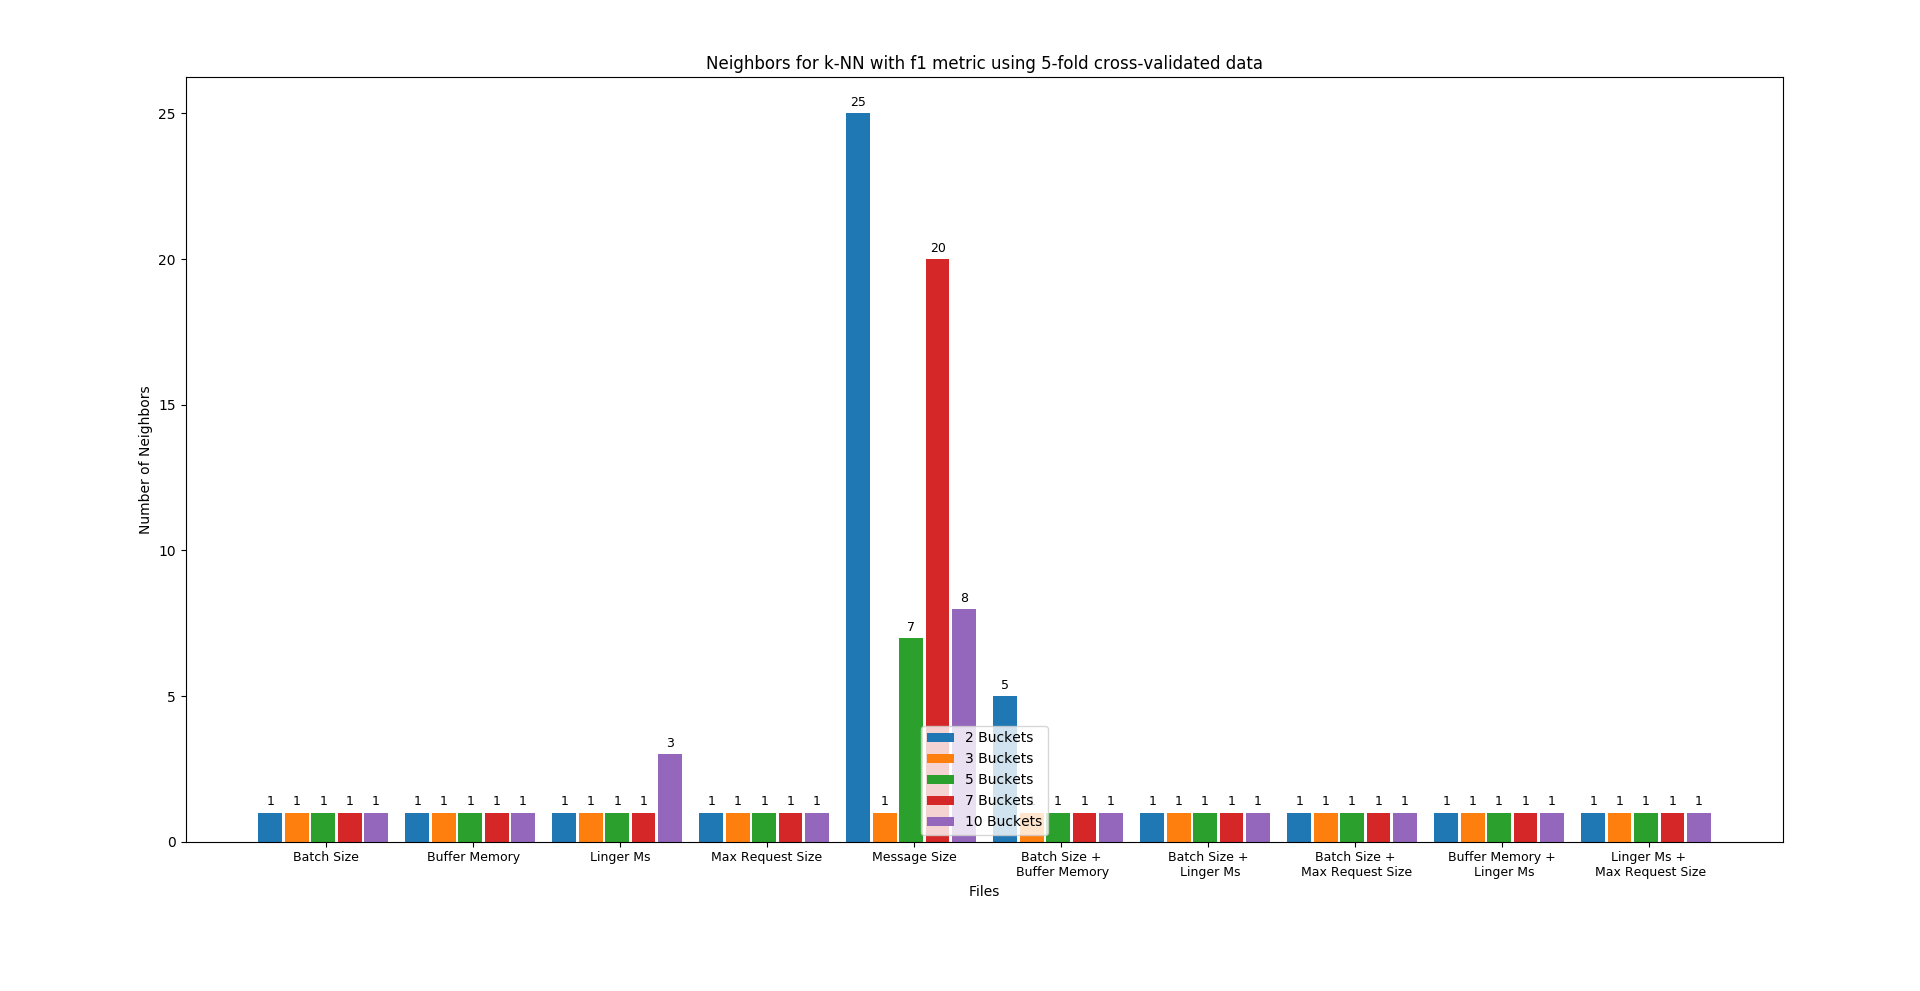 Neighbors for k-NN with f1 metric using 5-fold cross-validated data
25
20
15
10
5
0
Number of Neighbors
1 1 1 1 1
1 1 1 1 1
1 1 1 1 3
1 1 1 1 1
25 1 7 20 8
5 1 1 1
1 1 1 1 1
1 1 1 1 1
1 1 1 1 1
1 1 1 1 1
2 Buckets
3 Buckets
5 Buckets
7 Buckets
10 Buckets
Batch Size
Buffer Memory
Linger Ms
Max Request Size
Message Size
Batch Size +
Buffer Memory
Batch Size +
Linger Ms
Batch Size +
Max Request Size
Buffer Memory +
Linger Ms
Linger Ms +
Max Request Size
Files